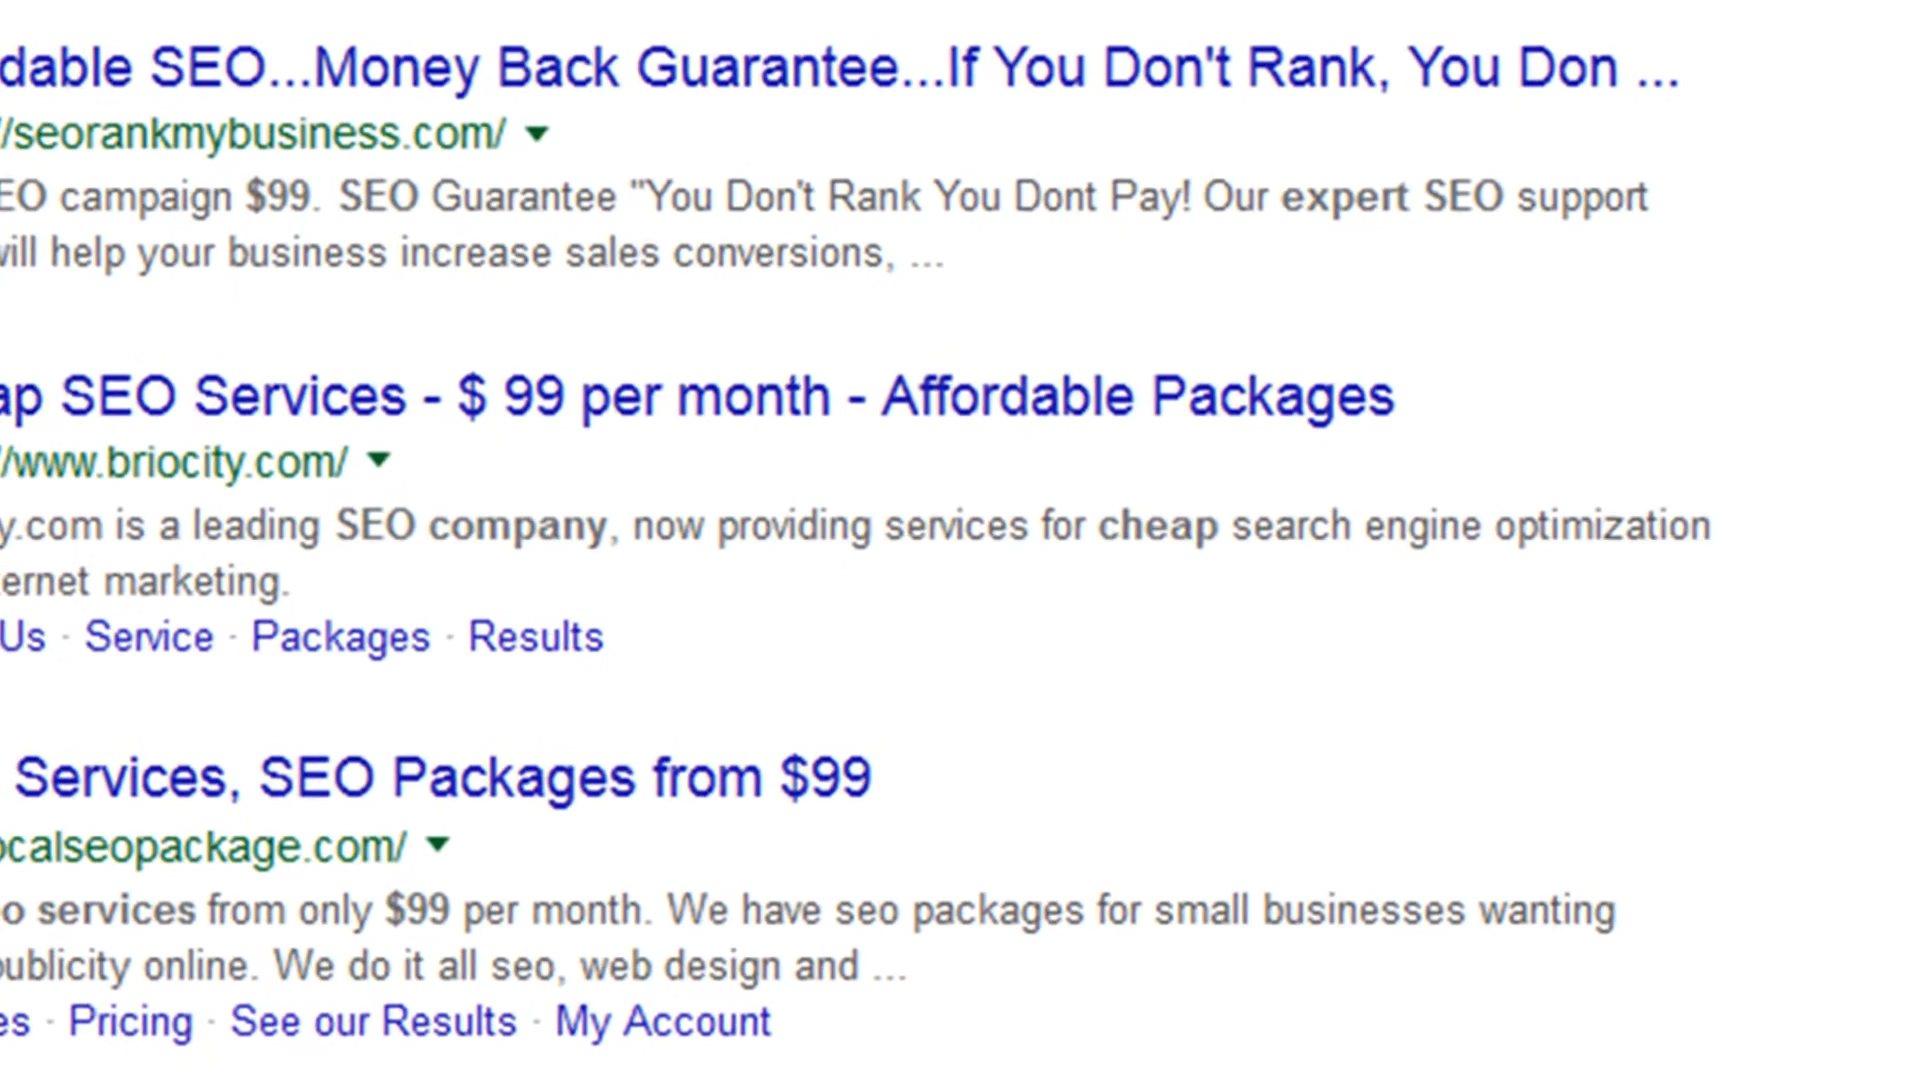 dable SEO...Money Back Guarantee...If You Don't Rank, You Don ...
//seorankmybusiness.com/
EO campaign $99. SEO Guarantee "You Don't Rank You Dont Pay! Our expert SEO support
will help your business increase sales conversions, ...
ap SEO Services - $ 99 per month - Affordable Packages
//www.briocity.com/
y.com is a leading SEO company, now providing services for cheap search engine optimization
ternet marketing.
Us · Service · Packages · Results
Services, SEO Packages from $99
ocalseopackage.com/
o services from only $99 per month. We have seo packages for small businesses wanting
publicity online. We do it all seo, web design and ...
es · Pricing · See our Results · My Account